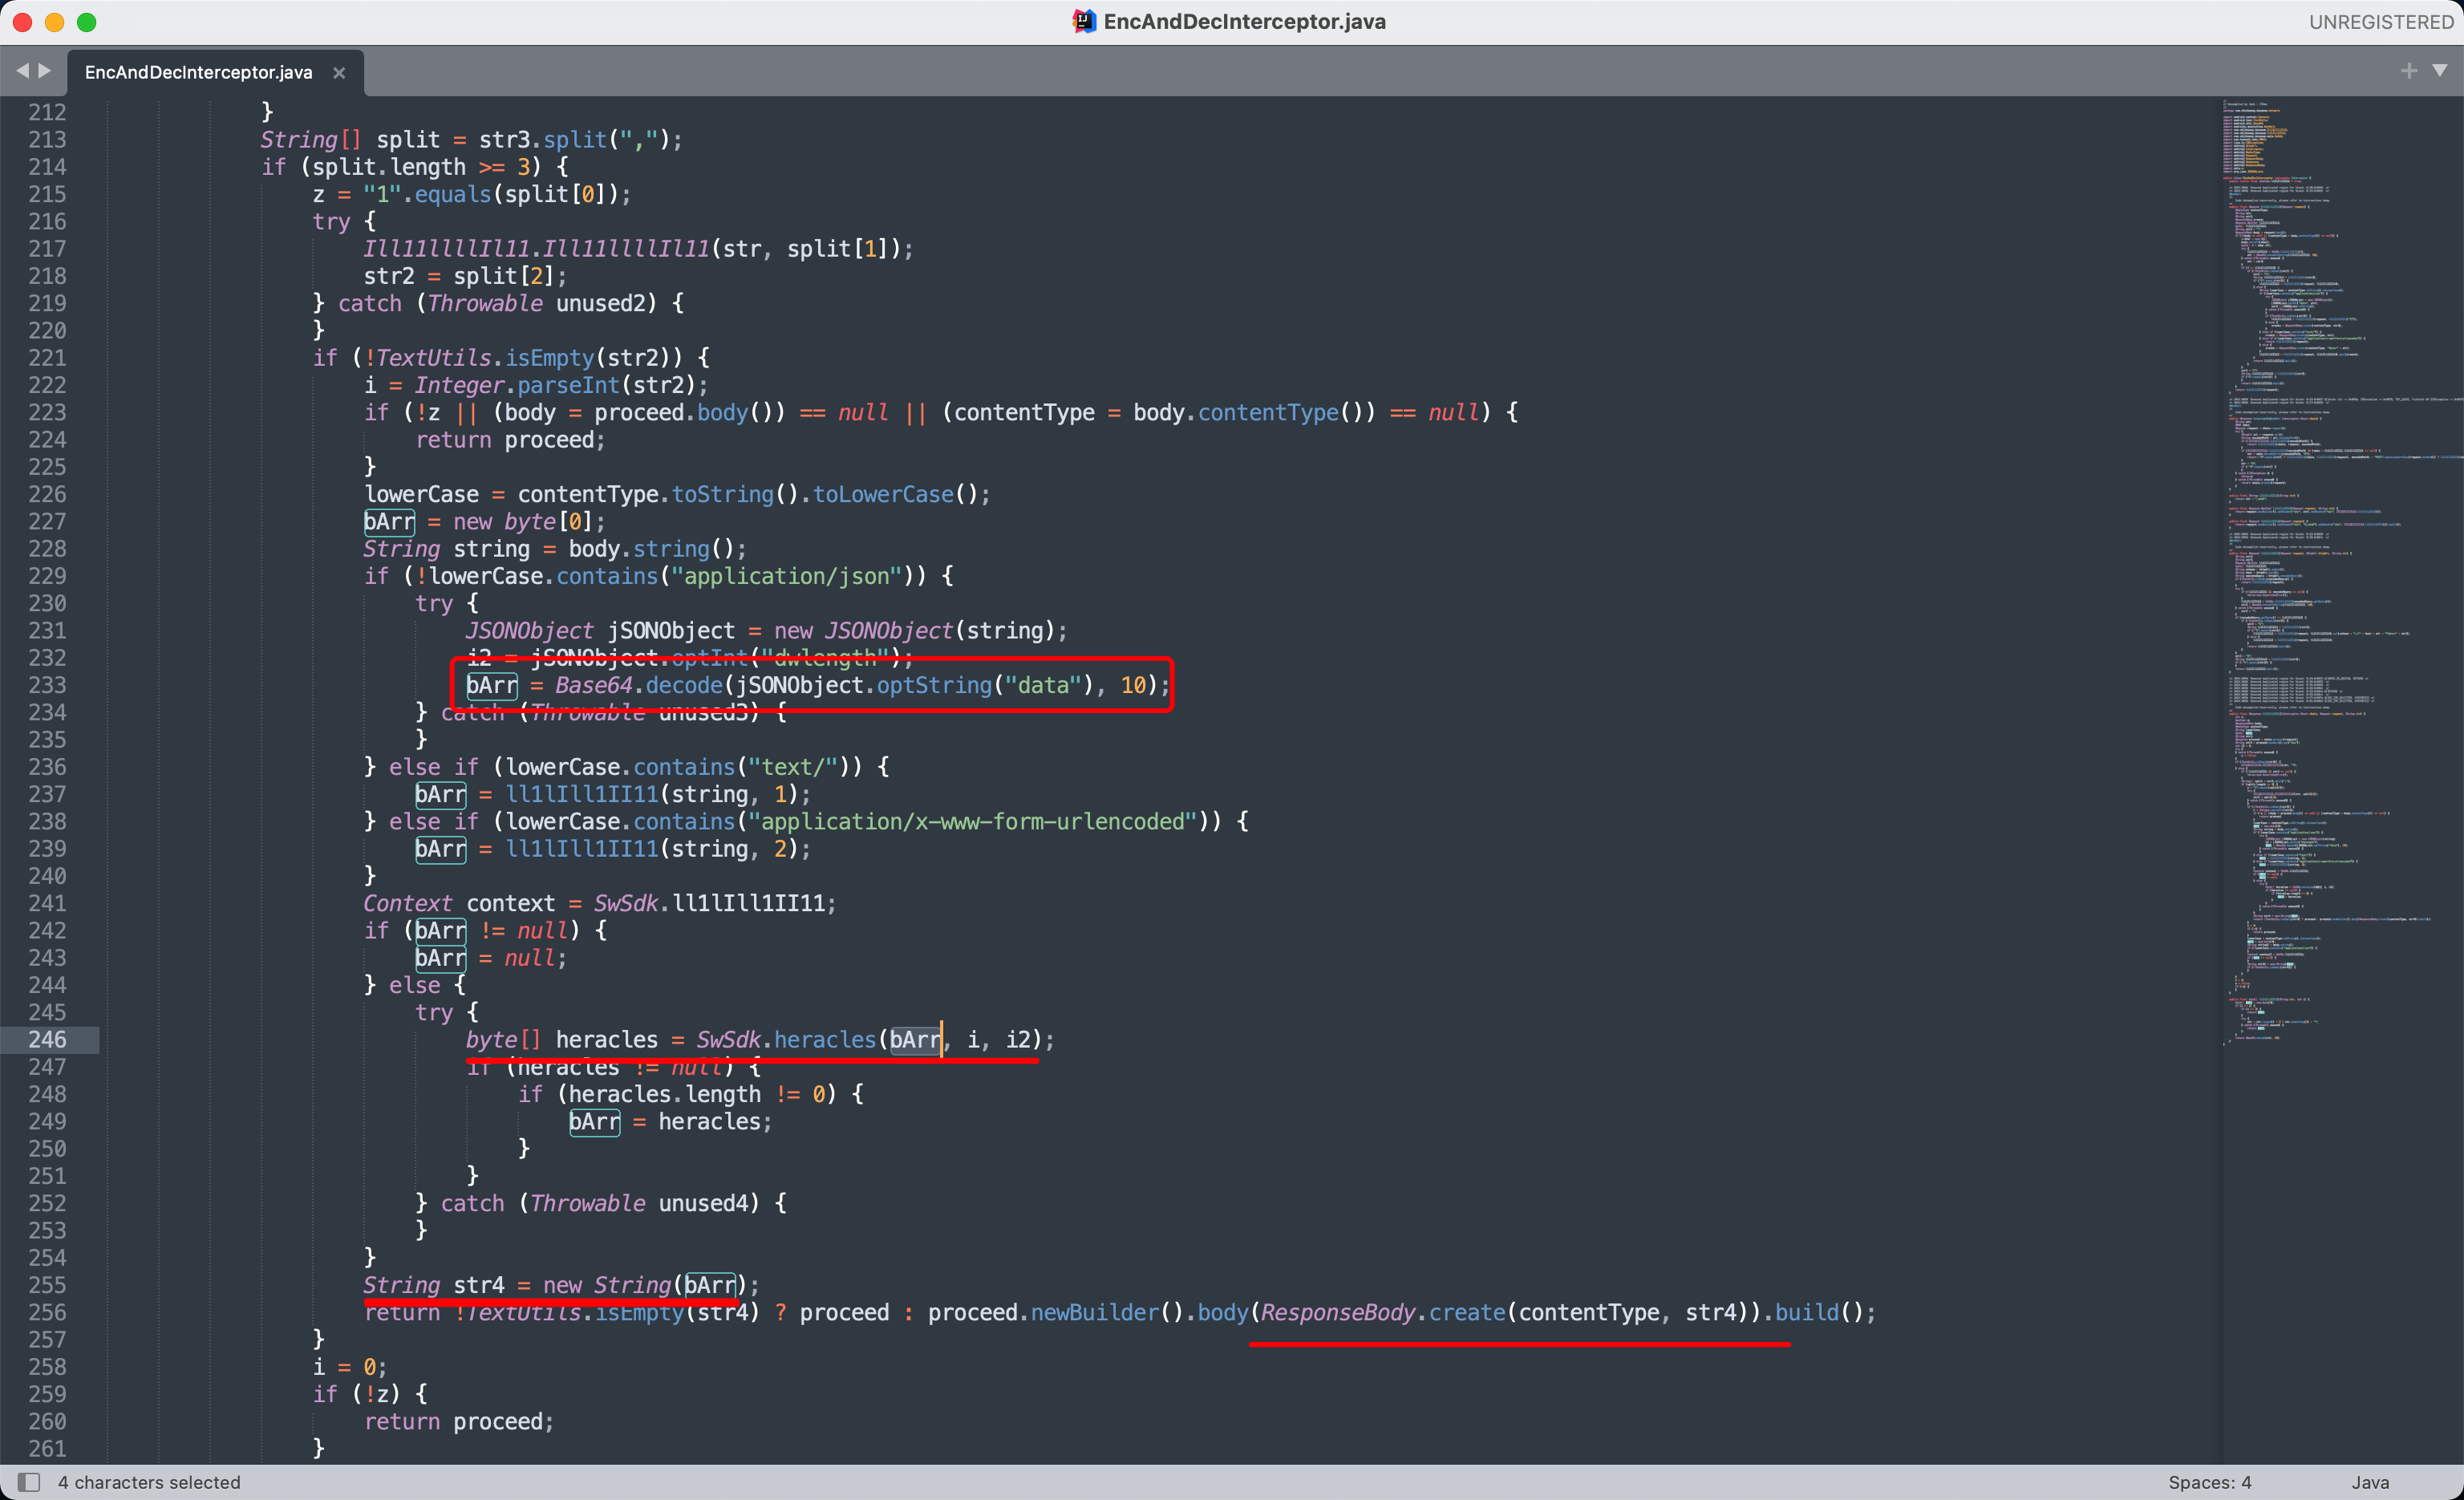 EncAndDecInterceptor.java
UNREGISTERED
EncAndDecInterceptor.java
212 }
213 String[] split = str3.split(",");
214 if (split.length >= 3) {
215 z = "1".equals(split[0]);
216 try {
217 Ill11llllIl11.Ill11llllIl11(str, split[1]);
218 str2 = split[2];
219 } catch (Throwable unused2) {
220 }
221 if (!TextUtils.isEmpty(str2)) {
222 i = Integer.parseInt(str2);
223 if (!z || (body = proceed.body()) == null || (contentType = body.contentType()) == null) {
224 return proceed;
225 }
226 lowerCase = contentType.toString().toLowerCase();
227 bArr = new byte[0];
228 String string = body.string();
229 if (!lowerCase.contains("application/json")) {
230 try {
231 JSONObject jSONObject = new JSONObject(string);
232 i2 = jSONObject.optInt("dwlength");
233 bArr = Base64.decode(jSONObject.optString("data"), 10);
234 } catch (Throwable unused3) {
235 }
236 } else if (lowerCase.contains("text/")) {
237 bArr = ll1lIll1II11(string, 1);
238 } else if (lowerCase.contains("application/x-www-form-urlencoded")) {
239 bArr = ll1lIll1II11(string, 2);
240 }
241 Context context = SwSdk.ll1lIll1II11;
242 if (bArr != null) {
243 bArr = null;
244 } else {
245 try {
246 byte[] heracles = SwSdk.heracles(bArr, i, i2);
247 if (heracles != null) {
248 if (heracles.length != 0) {
249 bArr = heracles;
250 }
251 }
252 } catch (Throwable unused4) {
253 }
254 }
255 String str4 = new String(bArr);
256 return !TextUtils.isEmpty(str4) ? proceed : proceed.newBuilder().body(ResponseBody.create(contentType, str4)).build();
257 }
258 i = 0;
259 if (!z) {
260 return proceed;
261 }
4 characters selected
Spaces: 4
Java